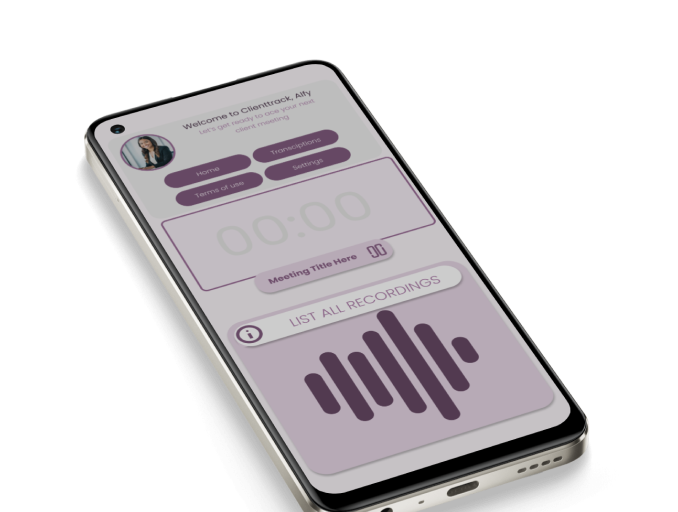 Welcome to Clienttrack, Alfy
Let's get ready to ace your next
client meeting
Home
Transciptions
Terms of use
Settings
00:00
Meeting Title Here
LIST ALL RECORDINGS